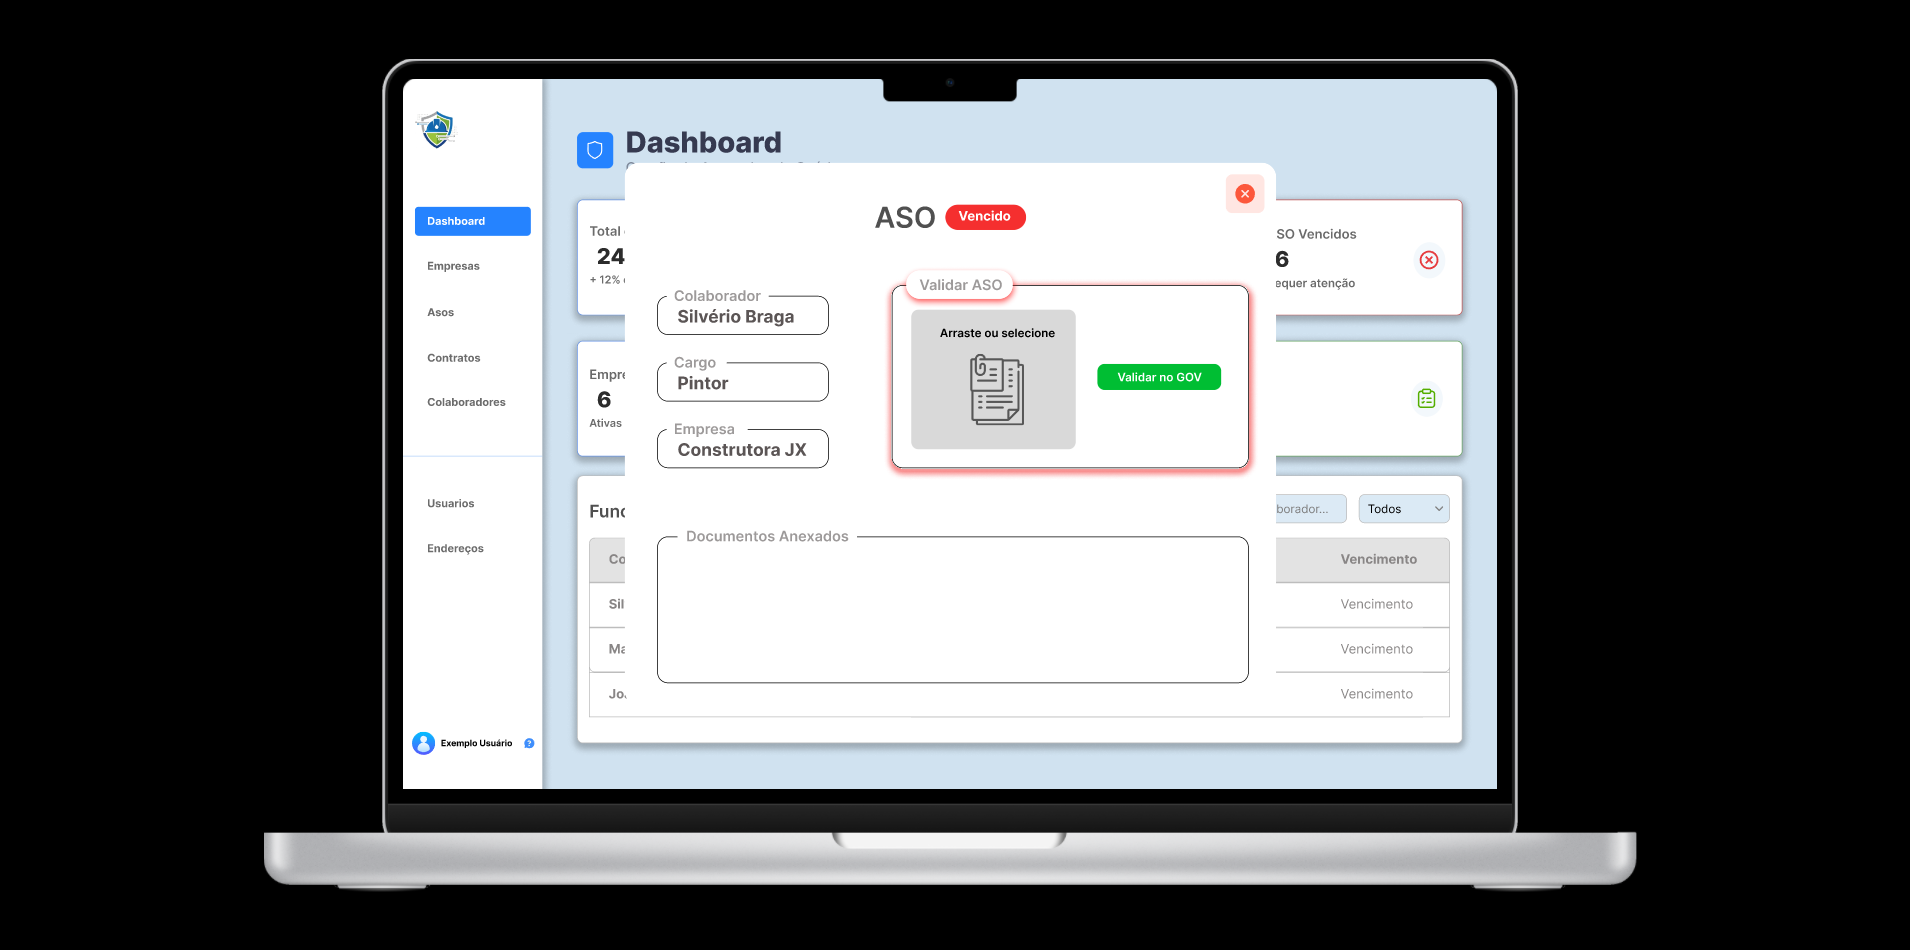 Dashboard
Dashboard
Empresas
Asos
Contratos
Colaboradores
Usuarios
Endereços
Exemplo Usuário
Total
24
+ 12%
SO Vencidos
6
equer atenção
Empre
6
Ativas
Func
borador...
Todos
Co
Vencimento
Sil
Vencimento
Ma
Vencimento
Vencimento
ASO
Vencido
Colaborador
Silvério Braga
Cargo
Pintor
Empresa
Construtora JX
Validar ASO
Arraste ou selecione
Validar no GOV
Documentos Anexados